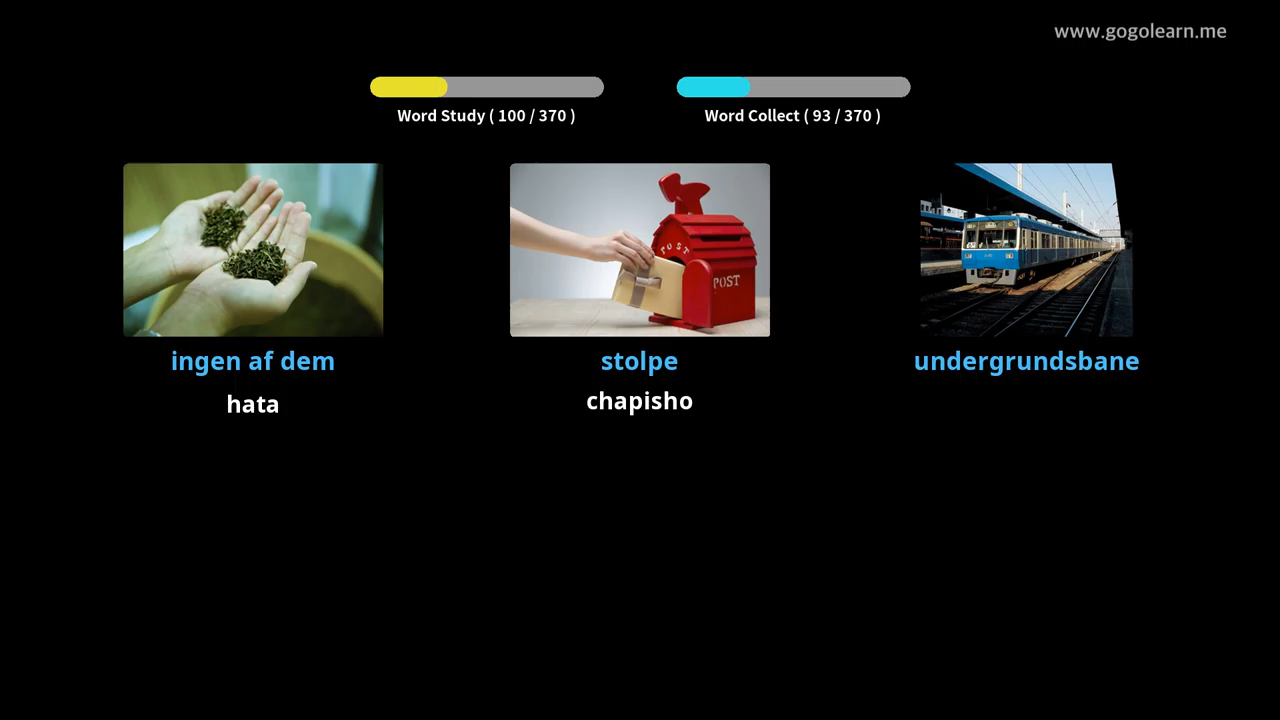 www.gogolearn.me
Word Study ( 100 / 370 )
Word Collect ( 93 / 370 )
POST
POST
ingen af dem
stolpe
undergrundsbane
hata
chapisho